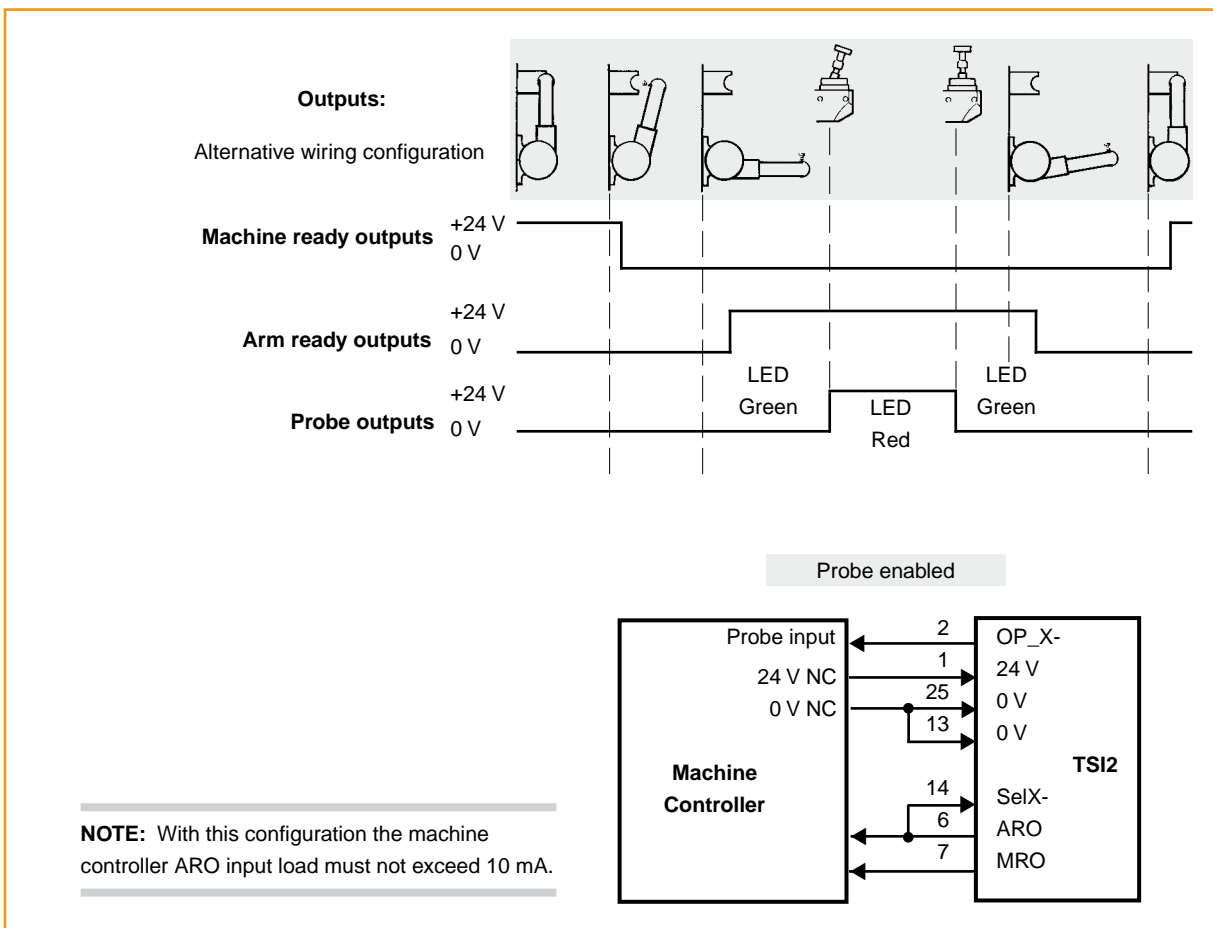 Outputs:
Alternative wiring configuration
Machine ready outputs
+24 V
0 V
Arm ready outputs
+24 V
0 V
LED
Green
LED
Green
Probe outputs
+24 V
0 V
LED
Red
Probe enabled
Probe input
2
OP_X-
24 V NC
1
24 V
0 V NC
25
0 V
13
0 V
Machine
Controller
TSI2
14
SelX-
6
ARO
7
MRO
NOTE: With this configuration the machine
controller ARO input load must not exceed 10 mA.